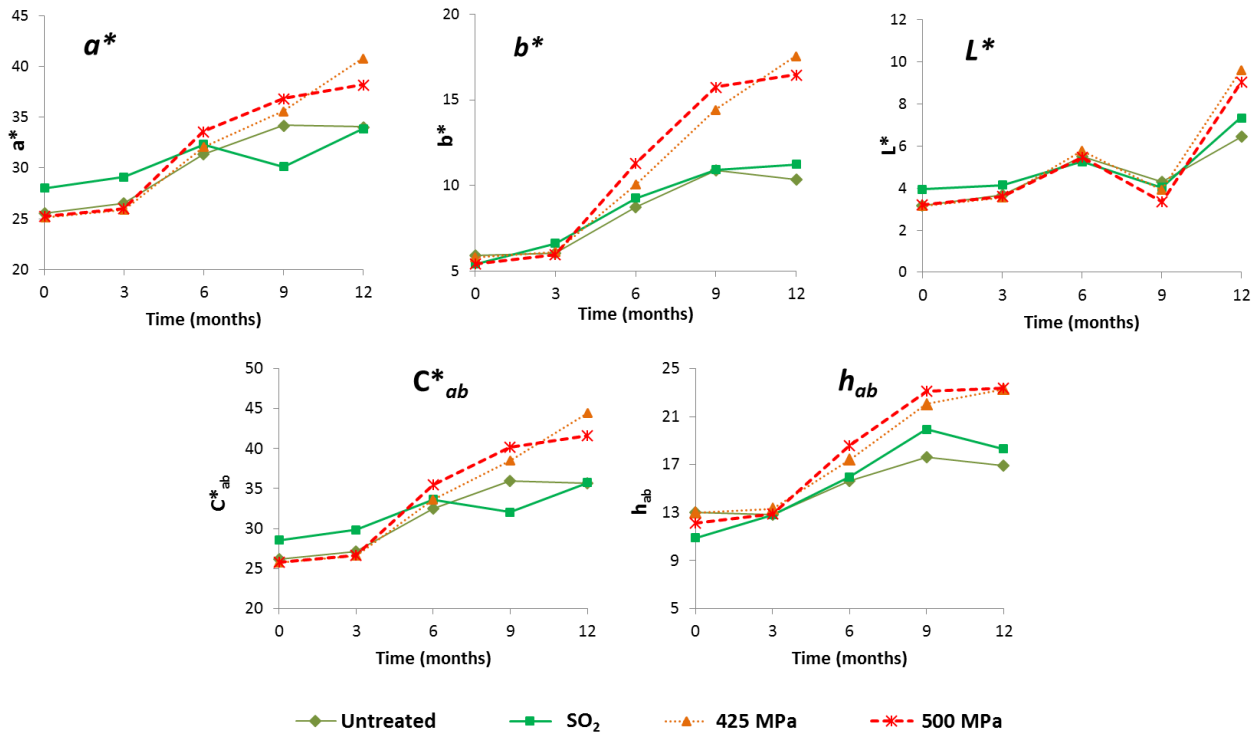 a*
45
40
35
30
25
20
a*
0 3 6 9 12
Time (months)
b*
20
15
10
5
b*
0 3 6 9 12
Time (months)
L*
12
10
8
6
4
2
0
L*
0 3 6 9 12
Time (months)
C*ab
50
45
40
35
30
25
20
C*ab
0 3 6 9 12
Time (months)
hab
25
21
17
13
9
5
hab
0 3 6 9 12
Time (months)
Untreated SO₂ 425 MPa 500 MPa